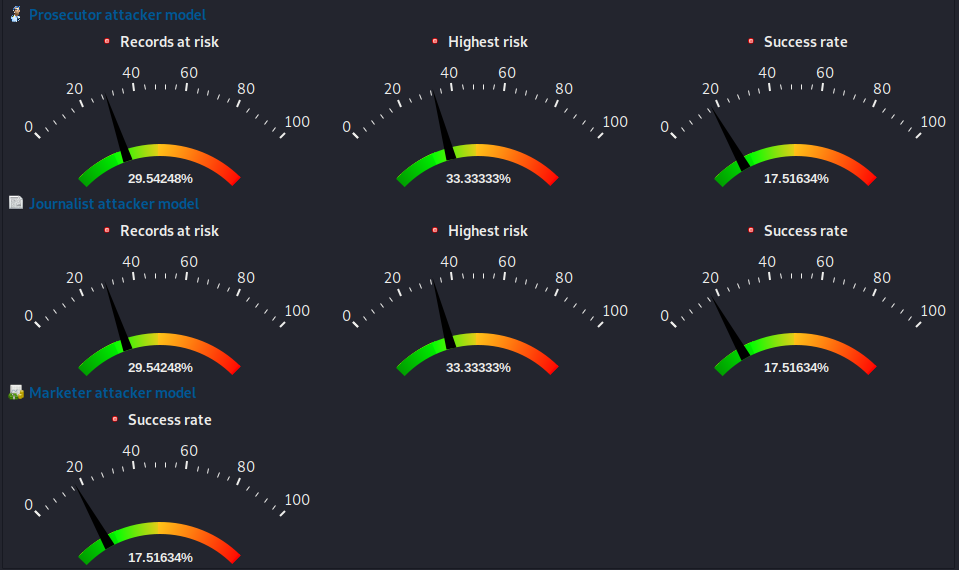 Prosecutor attacker model
Records at risk
Highest risk
Success rate
0 20 40 60 80 100
0 20 40 60 80 100
0 20 40 60 80 100
29.54248%
33.33333%
17.51634%
Journalist attacker model
Records at risk
Highest risk
Success rate
0 20 40 60 80 100
0 20 40 60 80 100
0 20 40 60 80 100
29.54248%
33.33333%
17.51634%
Marketer attacker model
Success rate
0 20 40 60 80 100
17.51634%